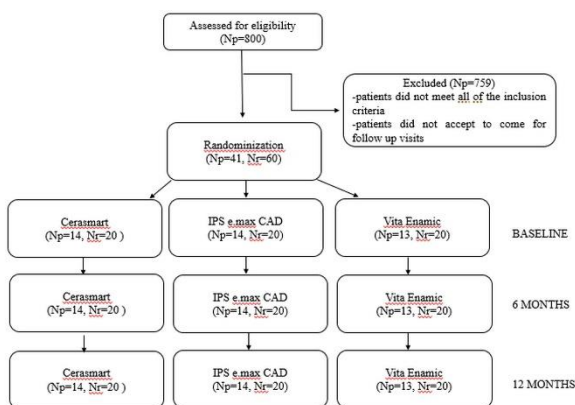 Assessed for eligibility
(Np=800)
Excluded (Np=759)
-patients did not meet all of the inclusion
criteria
-patients did not accept to come for
follow up visits
Randominization
(Np=41, Nr=60)
Cerasmart
(Np=14, Nr=20 )
IPS e.max CAD
(Np=14, Nr=20)
Vita Enamic
(Np=13, Nr=20)
BASELINE
Cerasmart
(Np=14, Nr=20 )
IPS e.max CAD
(Np=14, Nr=20)
Vita Enamic
(Np=13, Nr=20)
6 MONTHS
Cerasmart
(Np=14, Nr=20 )
IPS e.max CAD
(Np=14, Nr=20)
Vita Enamic
(Np=13, Nr=20)
12 MONTHS